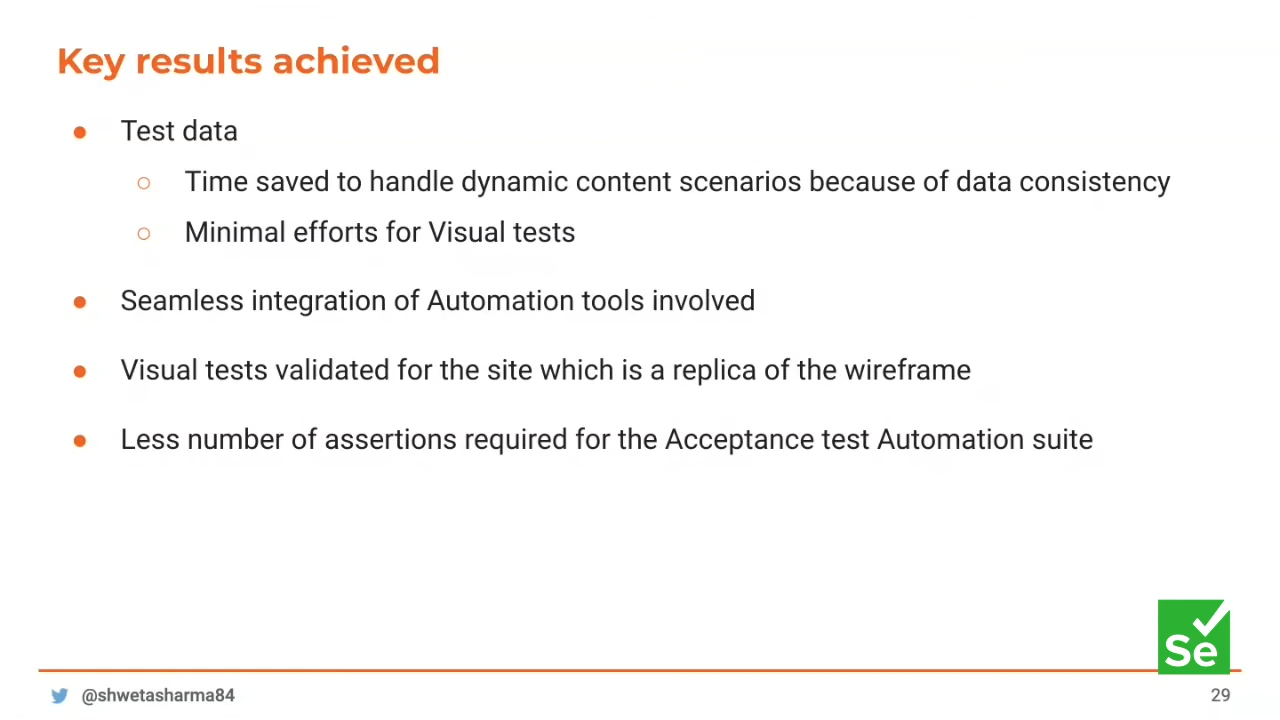 Key results achieved
● Test data
○ Time saved to handle dynamic content scenarios because of data consistency
○ Minimal efforts for Visual tests
● Seamless integration of Automation tools involved
● Visual tests validated for the site which is a replica of the wireframe
● Less number of assertions required for the Acceptance test Automation suite
Se
@shwetasharma84
29